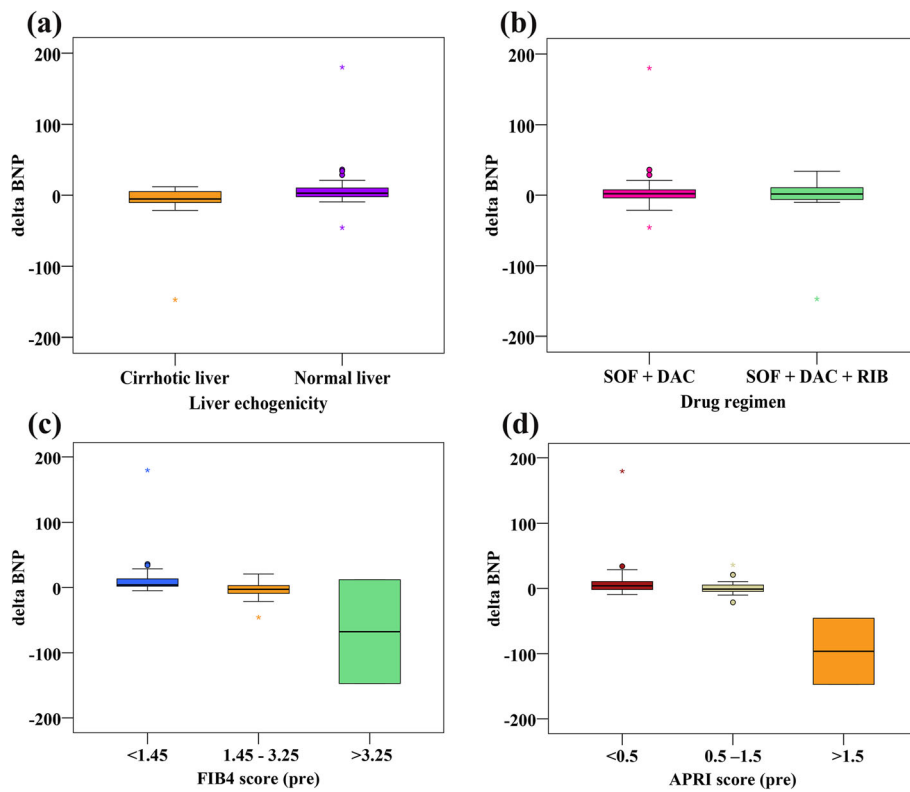 (a)
200
100
0
-100
-200
delta BNP
Cirrhotic liver Normal liver
Liver echogenicity
(b)
200
100
0
-100
-200
delta BNP
SOF + DAC SOF + DAC + RIB
Drug regimen
(c)
200
100
0
-100
-200
delta BNP
<1.45 1.45 - 3.25 >3.25
FIB4 score (pre)
(d)
200
100
0
-100
-200
delta BNP
<0.5 0.5 –1.5 >1.5
APRI score (pre)